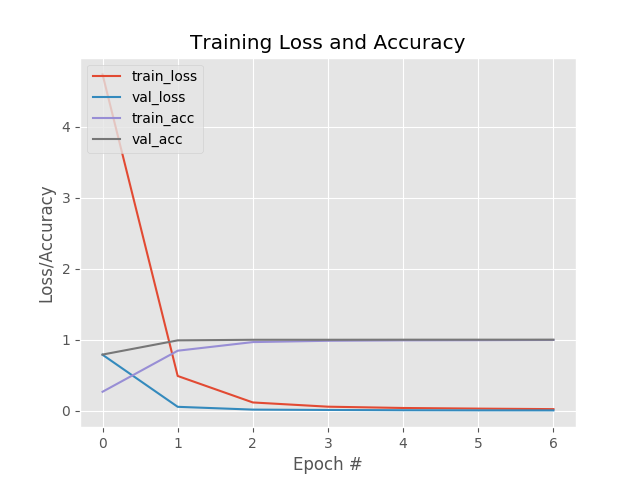 Training Loss and Accuracy
train_loss
val_loss
train_acc
val_acc
Loss/Accuracy
4
3
2
1
0
0 1 2 3 4 5 6
Epoch #